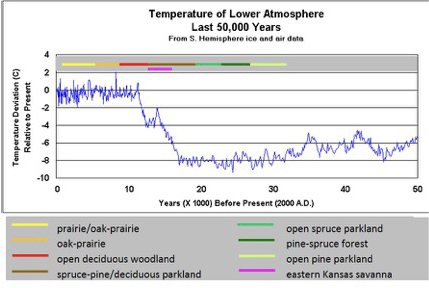 Temperature of Lower Atmosphere
Last 50,000 Years
From S. Hemisphere ice and air data
Temperature Deviation (C)
Relative to Present
4
2
0
-2
-4
-6
-8
-10
0 10 20 30 40 50
Years (X 1000) Before Present (2000 A.D.)
prairie/oak-prairie
oak-prairie
open deciduous woodland
spruce-pine/deciduous parkland
open spruce parkland
pine-spruce forest
open pine parkland
eastern Kansas savanna